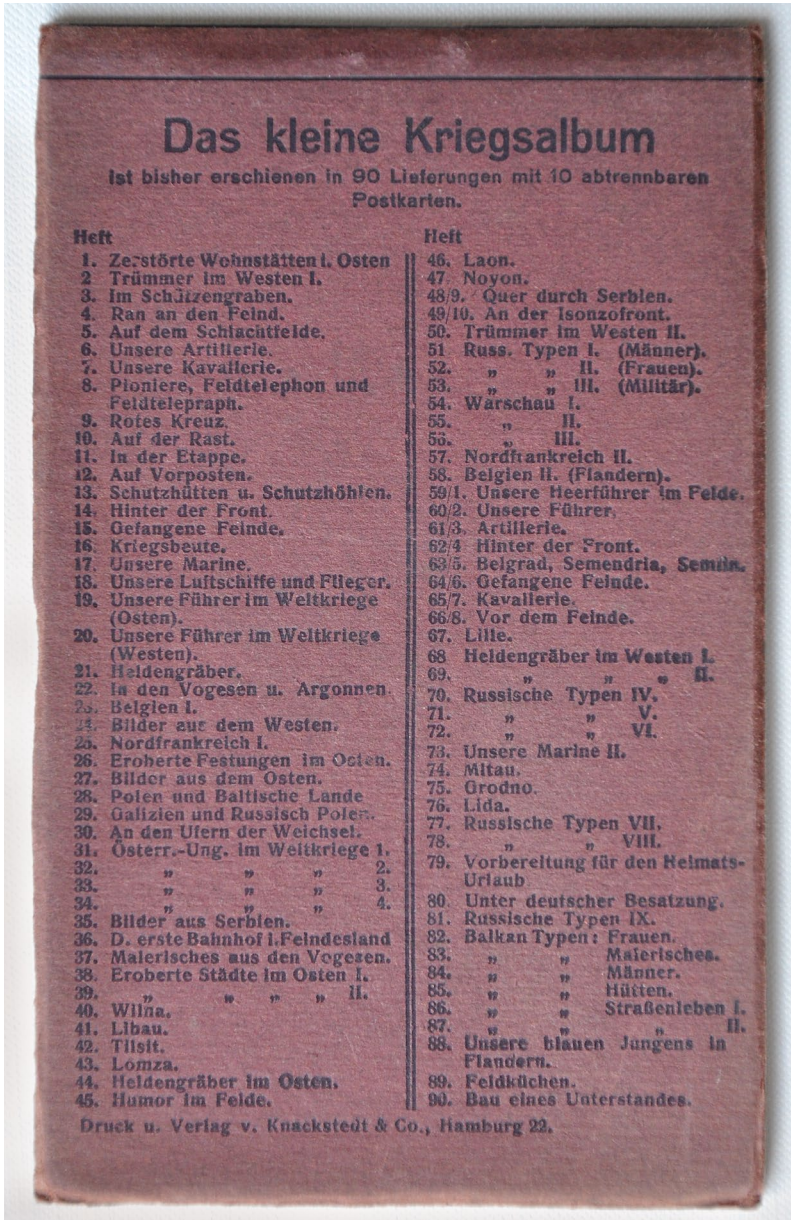 Das kleine Kriegsalbum
ist bisher erschienen in 90 Lieferungen mit 10 abtrennbaren
Postkarten.
Heft
1. Zerstörte Wohnstätten i. Osten
2 Trümmer im Westen I.
3. Im Schützengraben.
4. Ran an den Feind.
5. Auf dem Schlachtfelde.
6. Unsere Artillerie.
7. Unsere Kavallerie.
8. Pioniere, Feldtelephon und
Feldtelepraph.
9. Rotes Kreuz.
10. Auf der Rast.
11. In der Etappe.
12. Auf Vorposten.
13. Schutzhütten u. Schutzhöhlen.
14. Hinter der Front.
15. Gefangene Feinde.
16. Kriegsbeute.
17. Unsere Marine.
18. Unsere Luftschiffe und Flieger.
19. Unsere Führer im Weltkriege
(Osten).
20. Unsere Führer im Weltkriege
(Westen).
21. Heldengräber.
22. In den Vogesen u. Argonnen.
23. Belgien I.
24. Bilder aus dem Westen.
25. Nordfrankreich I.
26. Eroberte Festungen im Osten.
27. Bilder aus dem Osten.
28. Polen und Baltische Lande
29. Galizien und Russisch Polen.
30. An den Ufern der Weichsel.
31. Österr.-Ung. im Weltkriege 1.
32. „ „ „ 2.
33. „ „ „ 3.
34. „ „ „ 4.
35. Bilder aus Serbien.
36. D. erste Bahnhof i. Feindesland
37. Malerisches aus den Vogesen.
38. Eroberte Städte im Osten I.
39. „ „ „ „ II.
40. Wilna.
41. Libau.
42. Tilsit.
43. Lomza.
44. Heldengräber im Osten.
45. Humor im Felde.
Heft
46. Laon.
47. Noyon.
48/9. Quer durch Serbien.
49/10. An der Isonzofront.
50. Trümmer im Westen II.
51. Russ. Typen I. (Männer).
52. „ „ II. (Frauen).
53. „ „ III. (Militär).
54. Warschau I.
55. „ II.
56. „ III.
57. Nordfrankreich II.
58. Belgien II. (Flandern).
59/1. Unsere Heerführer im Felde.
60/2. Unsere Führer.
61/3. Artillerie.
62/4 Hinter der Front.
63/5. Belgrad, Semendria, Semlin.
64/6. Gefangene Feinde.
65/7. Kavallerie.
66/8. Vor dem Feinde.
67. Lille.
68 Heldengräber im Westen I.
69. „ „ „ II.
70. Russische Typen IV.
71. „ „ V.
72. „ „ VI.
73. Unsere Marine II.
74. Mitau.
75. Grodno.
76. Lida.
77. Russische Typen VII.
78. „ „ VIII.
79. Vorbereitung für den Heimats-
Urlaub
80. Unter deutscher Besatzung.
81. Russische Typen IX.
82. Balkan Typen: Frauen.
83. „ „ Malerisches.
84. „ „ Männer.
85. „ „ Hütten.
86. „ „ Straßenleben I.
87. „ „ „ II.
88. Unsere blauen Jungens in
Flandern.
89. Feldküchen.
90. Bau eines Unterstandes.
Druck u. Verlag v. Knackstedt & Co., Hamburg 22.